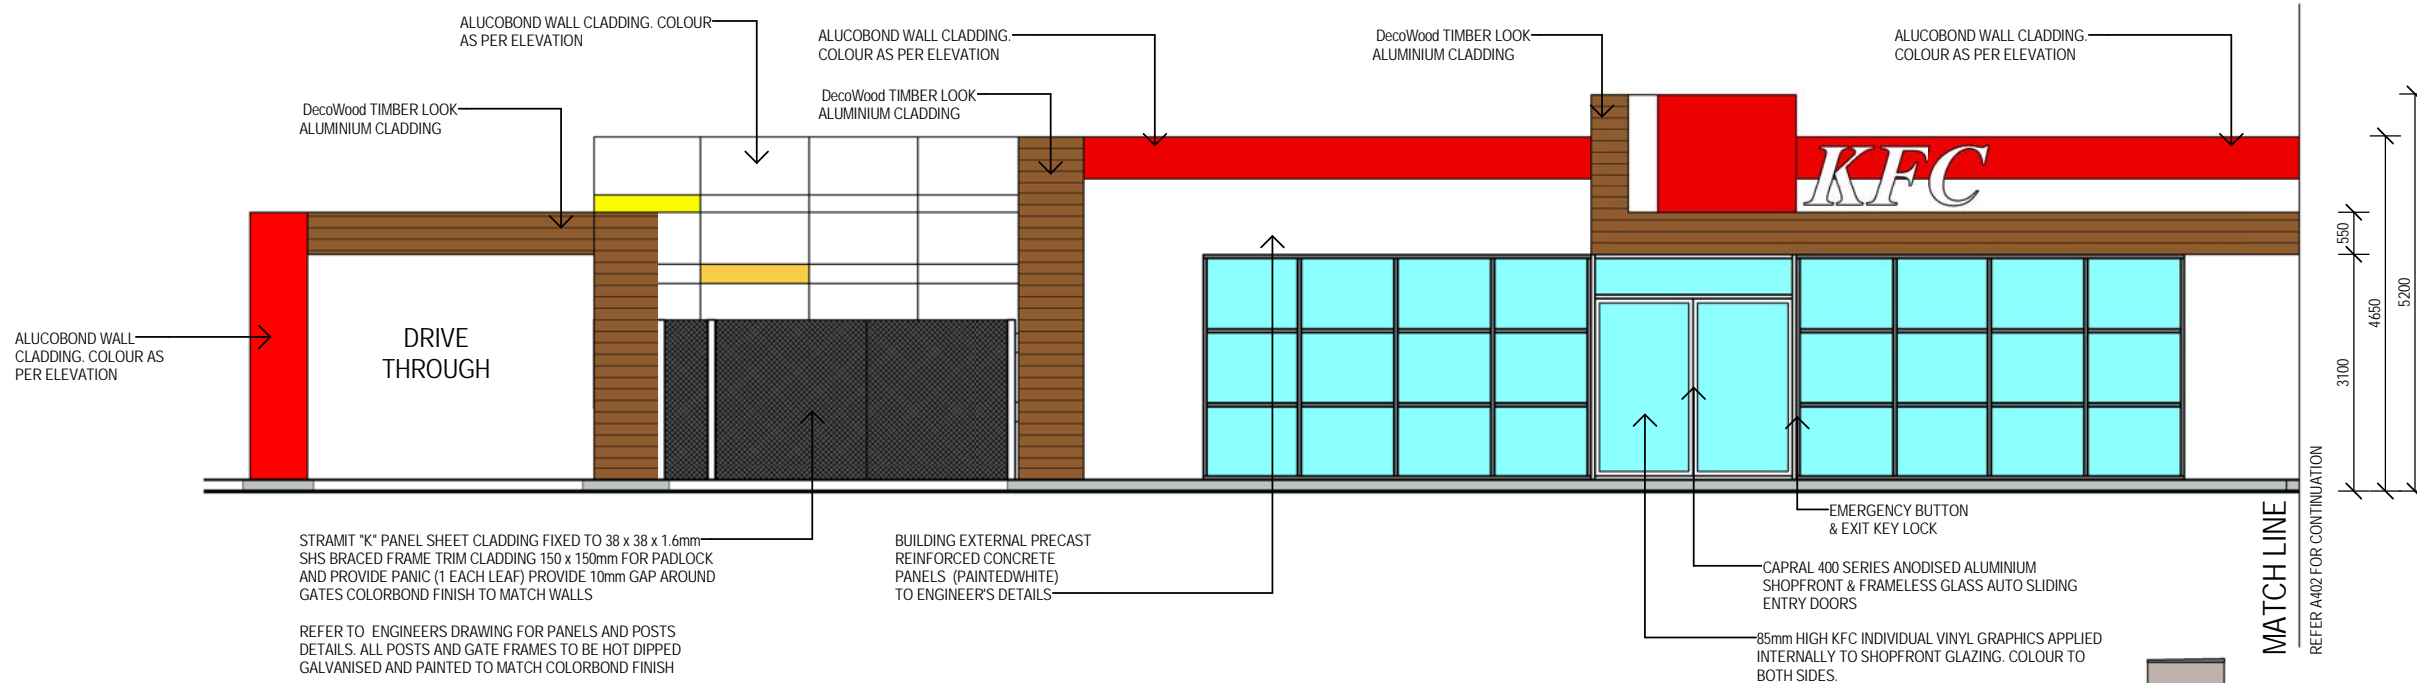 ALUCOBOND WALL CLADDING. COLOUR
AS PER ELEVATION
ALUCOBOND WALL CLADDING.
COLOUR AS PER ELEVATION
DecoWood TIMBER LOOK
ALUMINIUM CLADDING
ALUCOBOND WALL CLADDING.
COLOUR AS PER ELEVATION
DecoWood TIMBER LOOK
ALUMINIUM CLADDING
DecoWood TIMBER LOOK
ALUMINIUM CLADDING
KFC
DRIVE
THROUGH
ALUCOBOND WALL
CLADDING. COLOUR AS
PER ELEVATION
550
3100
4650
5200
STRAMIT "K" PANEL SHEET CLADDING FIXED TO 38 x 38 x 1.6mm
SHS BRACED FRAME TRIM CLADDING 150 x 150mm FOR PADLOCK
AND PROVIDE PANIC (1 EACH LEAF) PROVIDE 10mm GAP AROUND
GATES COLORBOND FINISH TO MATCH WALLS
REFER TO ENGINEERS DRAWING FOR PANELS AND POSTS
DETAILS. ALL POSTS AND GATE FRAMES TO BE HOT DIPPED
GALVANISED AND PAINTED TO MATCH COLORBOND FINISH
BUILDING EXTERNAL PRECAST
REINFORCED CONCRETE
PANELS (PAINTEDWHITE)
TO ENGINEER'S DETAILS
EMERGENCY BUTTON
& EXIT KEY LOCK
CAPRAL 400 SERIES ANODISED ALUMINIUM
SHOPFRONT & FRAMELESS GLASS AUTO SLIDING
ENTRY DOORS
85mm HIGH KFC INDIVIDUAL VINYL GRAPHICS APPLIED
INTERNALLY TO SHOPFRONT GLAZING. COLOUR TO
BOTH SIDES.
MATCH LINE
REFER A402 FOR CONTINUATION